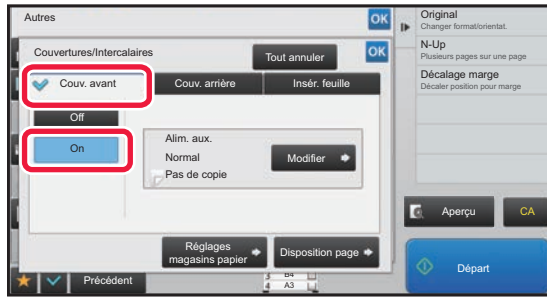 Autres
OK
Original
Changer format/orientat.
N-Up
Plusieurs pages sur une page
Décalage marge
Décaler position pour marge
Couvertures/Intercalaires
Tout annuler
OK
Couv. avant
Couv. arrière
Insér. feuille
Off
On
Alim. aux.
Normal
Pas de copie
Modifier
Aperçu
CA
Réglages
magasins papier
Disposition page
Départ
Précédent
3 B4
4 A3